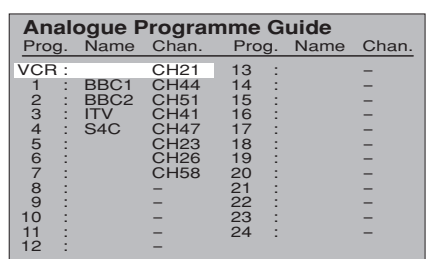 Analogue Programme Guide
Prog. Name Chan. Prog. Name Chan.
VCR : CH21 13 : –
1 : BBC1 CH44 14 : –
2 : BBC2 CH51 15 : –
3 : ITV CH41 16 : –
4 : S4C CH47 17 : –
5 : CH23 18 : –
6 : CH26 19 : –
7 : CH58 20 : –
8 : – 21 : –
9 : – 22 : –
10 : – 23 : –
11 : – 24 : –
12 : –